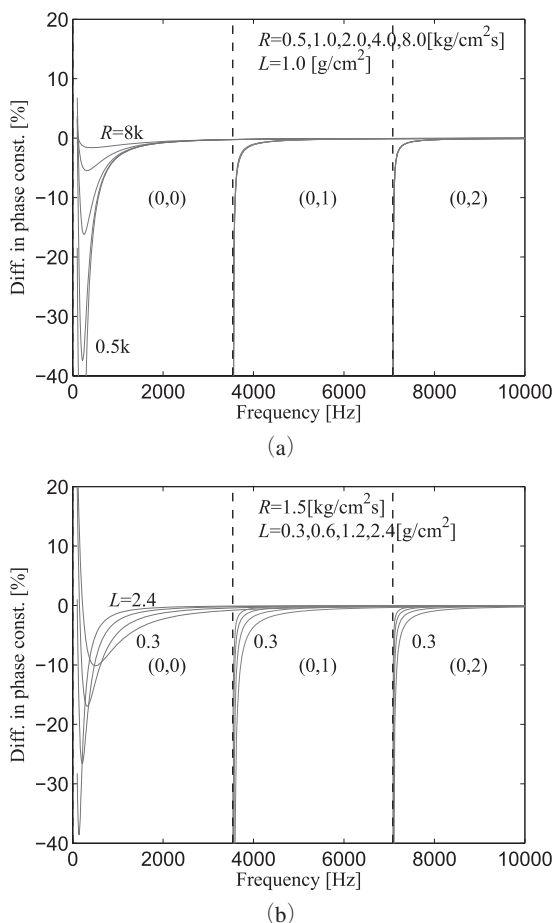 20
R=0.5,1.0,2.0,4.0,8.0[kg/cm²s]
L=1.0 [g/cm²]
10
Diff. in phase const. [%]
0
R=8k
−10
(0,0)
(0,1)
(0,2)
−20
−30
0.5k
−40
0
2000
4000
6000
8000
10000
Frequency [Hz]
(a)
20
R=1.5[kg/cm²s]
L=0.3,0.6,1.2,2.4[g/cm²]
10
Diff. in phase const. [%]
0
L=2.4
0.3
0.3
0.3
−10
(0,0)
(0,1)
(0,2)
−20
−30
−40
0
2000
4000
6000
8000
10000
Frequency [Hz]
(b)